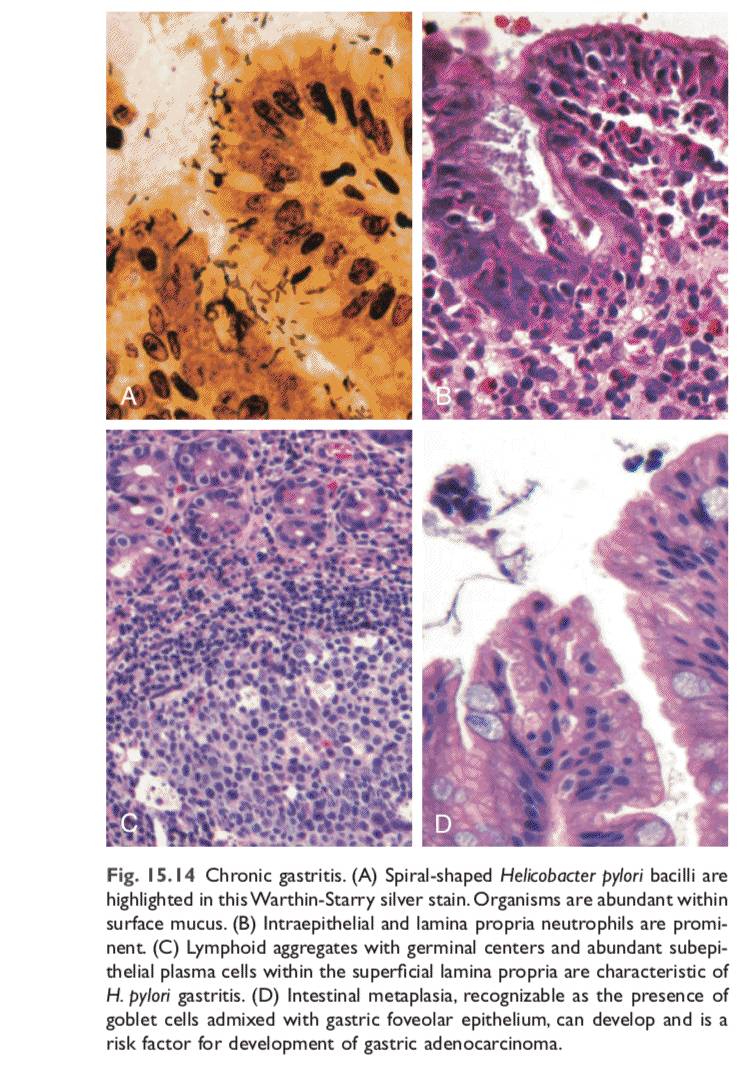 A
B
C
D
Fig. 15.14 Chronic gastritis. (A) Spiral-shaped Helicobacter pylori bacilli are
highlighted in this Warthin-Starry silver stain. Organisms are abundant within
surface mucus. (B) Intraepithelial and lamina propria neutrophils are promi-
nent. (C) Lymphoid aggregates with germinal centers and abundant subepi-
thelial plasma cells within the superficial lamina propria are characteristic of
H. pylori gastritis. (D) Intestinal metaplasia, recognizable as the presence of
goblet cells admixed with gastric foveolar epithelium, can develop and is a
risk factor for development of gastric adenocarcinoma.